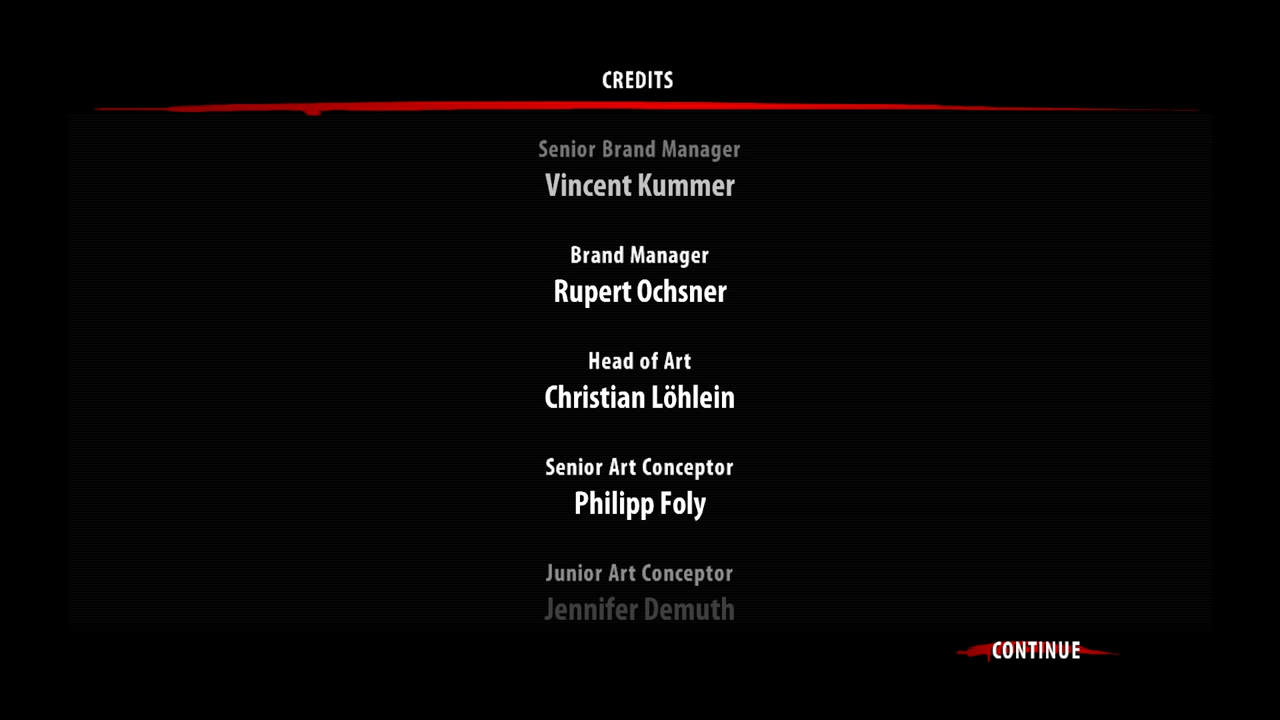 CREDITS
Senior Brand Manager
Vincent Kummer
Brand Manager
Rupert Ochsner
Head of Art
Christian Löhlein
Senior Art Conceptor
Philipp Foly
Junior Art Conceptor
Jennifer Demuth
CONTINUE